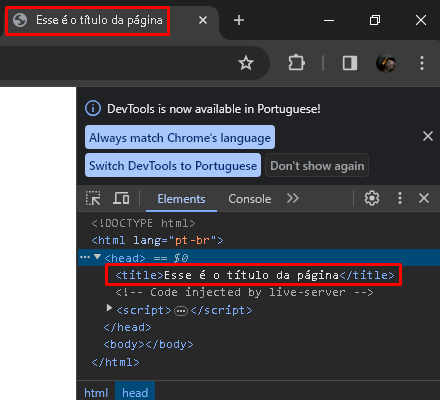 Esse é o título da página
DevTools is now available in Portuguese!
Always match Chrome's language
Switch DevTools to Portuguese
Don't show again
Elements
Console
<!DOCTYPE html>
<html lang="pt-br">
<head> == $0
<title>Esse é o título da página</title>
<!-- Code injected by live-server -->
<script>…</script>
</head>
<body></body>
</html>
html head